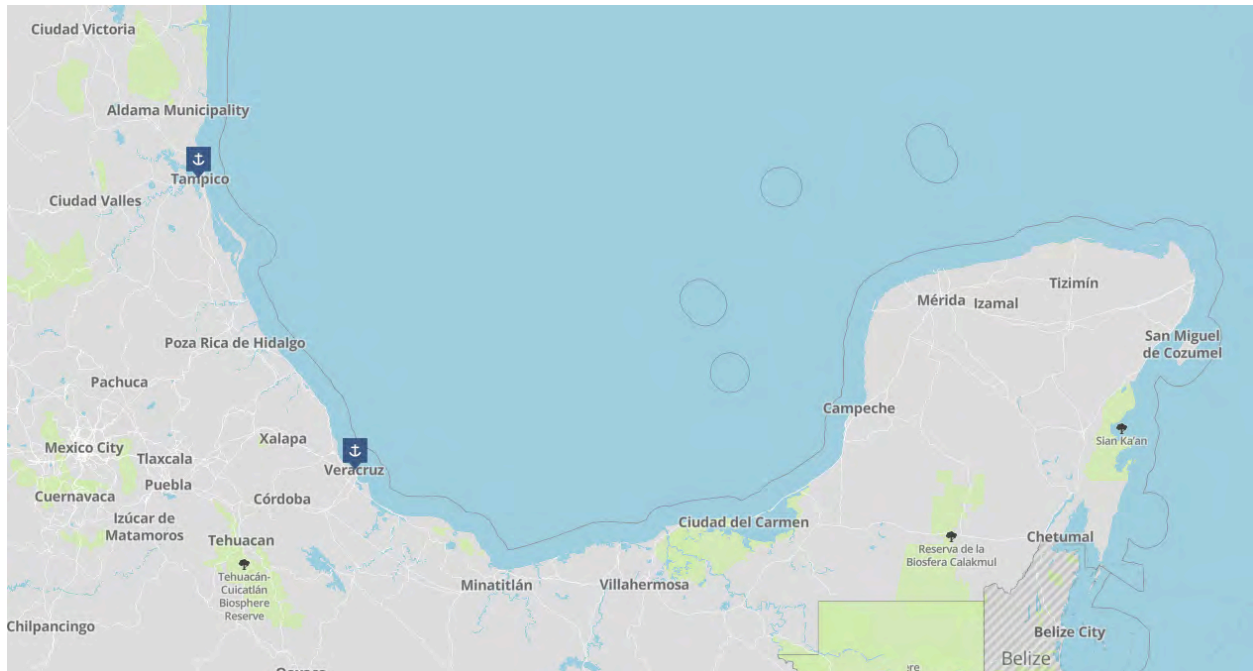 Ciudad Victoria
Aldama Municipality
Tampico
Ciudad Valles
Mérida
Izamal
Tizimín
San Miguel
de Cozumel
Poza Rica de Hidalgo
Pachuca
Campeche
Xalapa
Mexico City
Tlaxcala
Veracruz
Sian Ka'an
Puebla
Cuernavaca
Córdoba
Izúcar de
Matamoros
Ciudad del Carmen
Tehuacan
Chetumal
Reserva de la
Biosfera Calakmul
Tehuacán-
Cuicatlán
Biosphere
Reserve
Minatitlán
Villahermosa
Chilpancingo
Belize City
Belize